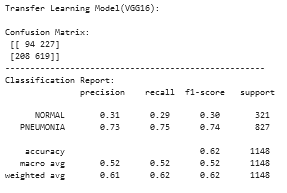 Transfer Learning Model(VGG16):
Confusion Matrix:
[[ 94 227]
[208 619]]
----------------------------------------------------
Classification Report:
precision recall f1-score support
NORMAL 0.31 0.29 0.30 321
PNEUMONIA 0.73 0.75 0.74 827
accuracy 0.62 1148
macro avg 0.52 0.52 0.52 1148
weighted avg 0.61 0.62 0.62 1148